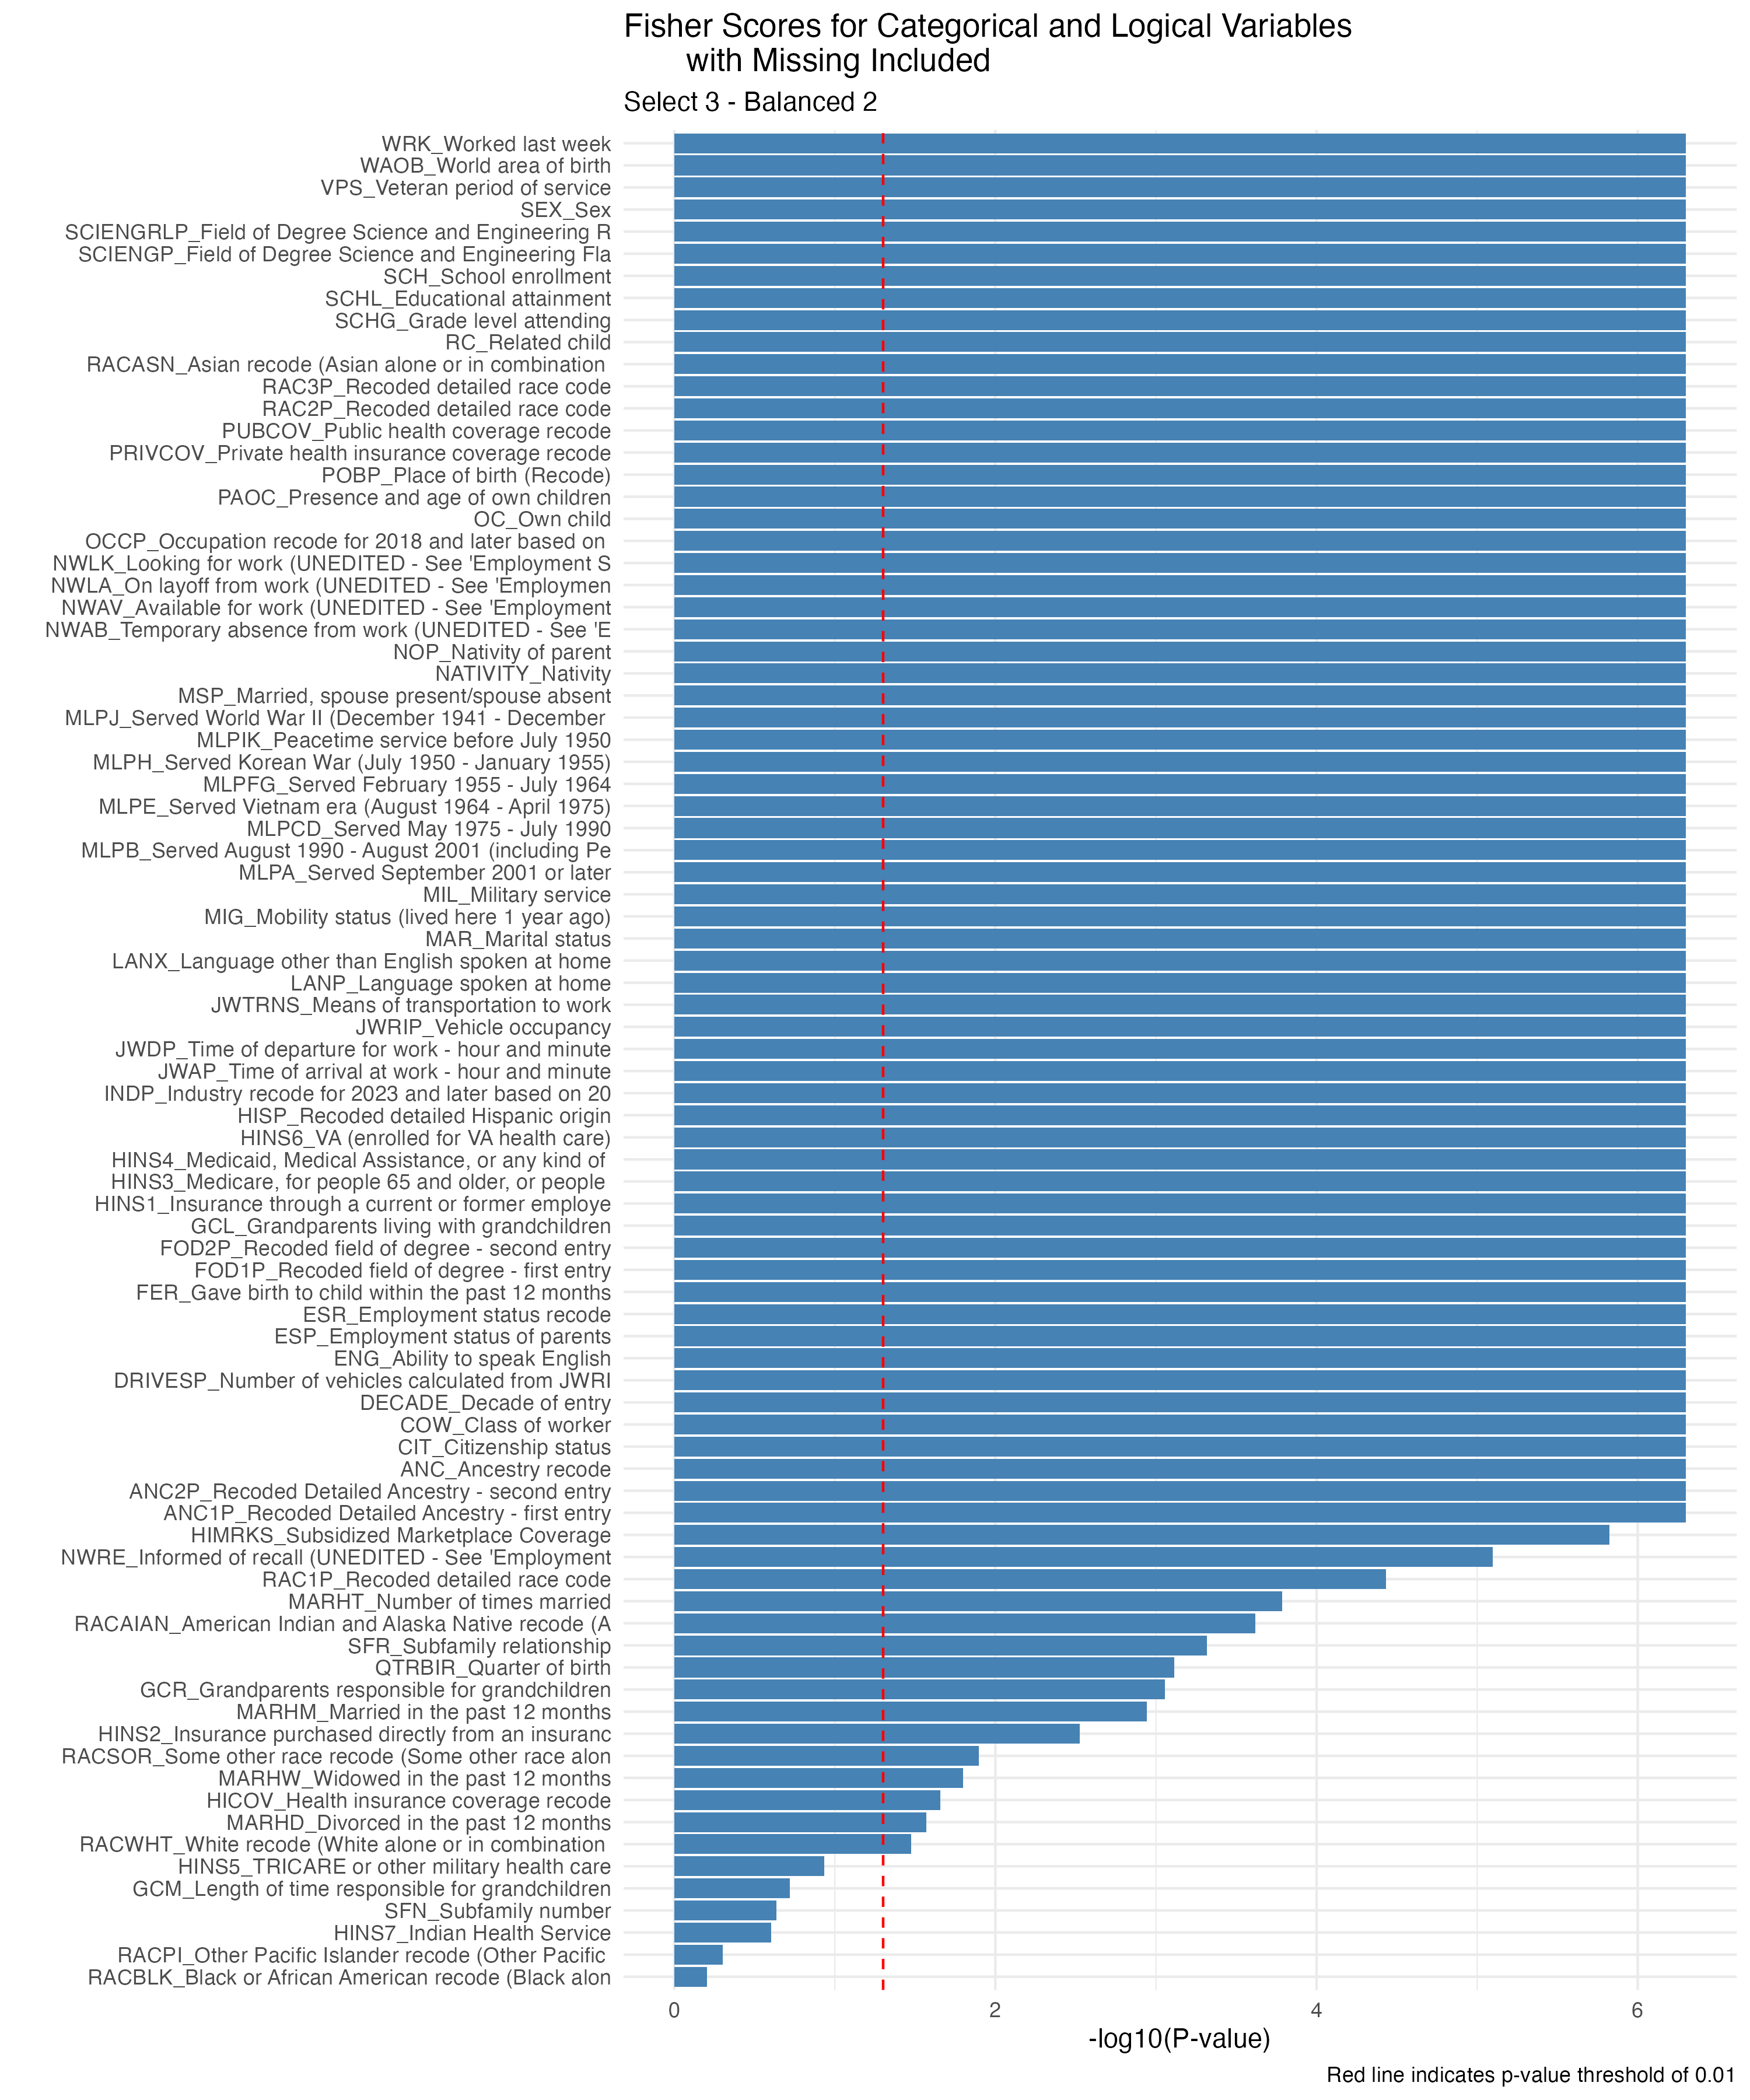 Fisher Scores for Categorical and Logical Variables
with Missing Included
Select 3 - Balanced 2
WRK_Worked last week
WAOB_World area of birth
VPS_Veteran period of service
SEX_Sex
SCIENGRLP_Field of Degree Science and Engineering R
SCIENGP_Field of Degree Science and Engineering Fla
SCH_School enrollment
SCHL_Educational attainment
SCHG_Grade level attending
RC_Related child
RACASN_Asian recode (Asian alone or in combination
RAC3P_Recoded detailed race code
RAC2P_Recoded detailed race code
PUBCOV_Public health coverage recode
PRIVCOV_Private health insurance coverage recode
POBP_Place of birth (Recode)
PAOC_Presence and age of own children
OC_Own child
OCCP_Occupation recode for 2018 and later based on
NWLK_Looking for work (UNEDITED - See 'Employment S
NWLA_On layoff from work (UNEDITED - See 'Employmen
NWAV_Available for work (UNEDITED - See 'Employment
NWAB_Temporary absence from work (UNEDITED - See 'E
NOP_Nativity of parent
NATIVITY_Nativity
MSP_Married, spouse present/spouse absent
MLPJ_Served World War II (December 1941 - December
MLPIK_Peacetime service before July 1950
MLPH_Served Korean War (July 1950 - January 1955)
MLPFG_Served February 1955 - July 1964
MLPE_Served Vietnam era (August 1964 - April 1975)
MLPCD_Served May 1975 - July 1990
MLPB_Served August 1990 - August 2001 (including Pe
MLPA_Served September 2001 or later
MIL_Military service
MIG_Mobility status (lived here 1 year ago)
MAR_Marital status
LANX_Language other than English spoken at home
LANP_Language spoken at home
JWTRNS_Means of transportation to work
JWRIP_Vehicle occupancy
JWDP_Time of departure for work - hour and minute
JWAP_Time of arrival at work - hour and minute
INDP_Industry recode for 2023 and later based on 20
HISP_Recoded detailed Hispanic origin
HINS6_VA (enrolled for VA health care)
HINS4_Medicaid, Medical Assistance, or any kind of
HINS3_Medicare, for people 65 and older, or people
HINS1_Insurance through a current or former employe
GCL_Grandparents living with grandchildren
FOD2P_Recoded field of degree - second entry
FOD1P_Recoded field of degree - first entry
FER_Gave birth to child within the past 12 months
ESR_Employment status recode
ESP_Employment status of parents
ENG_Ability to speak English
DRIVESP_Number of vehicles calculated from JWRI
DECADE_Decade of entry
COW_Class of worker
CIT_Citizenship status
ANC_Ancestry recode
ANC2P_Recoded Detailed Ancestry - second entry
ANC1P_Recoded Detailed Ancestry - first entry
HIMRKS_Subsidized Marketplace Coverage
NWRE_Informed of recall (UNEDITED - See 'Employment
RAC1P_Recoded detailed race code
MARHT_Number of times married
RACAIAN_American Indian and Alaska Native recode (A
SFR_Subfamily relationship
QTRBIR_Quarter of birth
GCR_Grandparents responsible for grandchildren
MARHM_Married in the past 12 months
HINS2_Insurance purchased directly from an insuranc
RACSOR_Some other race recode (Some other race alon
MARHW_Widowed in the past 12 months
HICOV_Health insurance coverage recode
MARHD_Divorced in the past 12 months
RACWHT_White recode (White alone or in combination
HINS5_TRICARE or other military health care
GCM_Length of time responsible for grandchildren
SFN_Subfamily number
HINS7_Indian Health Service
RACPI_Other Pacific Islander recode (Other Pacific
RACBLK_Black or African American recode (Black alon
0 2 4 6
-log10(P-value)
Red line indicates p-value threshold of 0.01